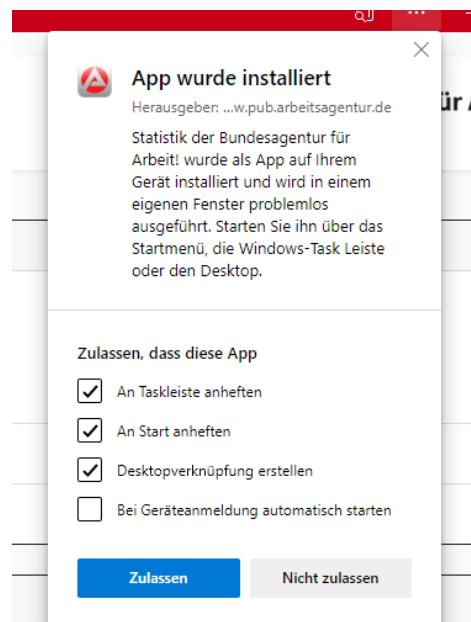 App wurde installiert
Herausgeber: ...w.pub.arbeitsagentur.de
Statistik der Bundesagentur für
Arbeit! wurde als App auf Ihrem
Gerät installiert und wird in einem
eigenen Fenster problemlos
ausgeführt. Starten Sie ihn über das
Startmenü, die Windows-Task Leiste
oder den Desktop.
Zulassen, dass diese App
An Taskleiste anheften
An Start anheften
Desktopverknüpfung erstellen
Bei Geräteanmeldung automatisch starten
Zulassen
Nicht zulassen